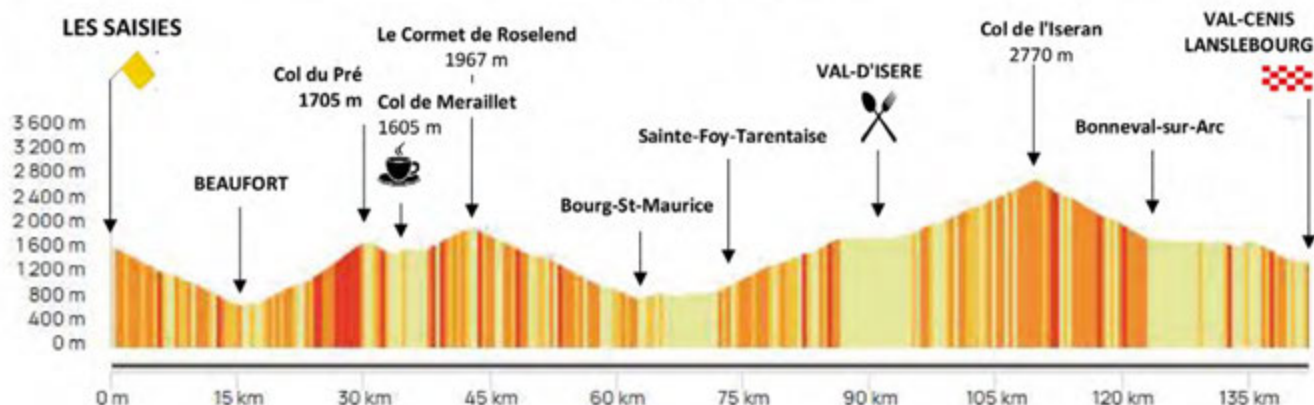 LES SAISIES
Col du Pré
1705 m
Le Cormet de Roselend
1967 m
Col de Meraillet
1605 m
BEAUFORT
Bourg-St-Maurice
Sainte-Foy-Tarentaise
VAL-D'ISERE
Col de l'Iseran
2770 m
Bonneval-sur-Arc
VAL-CENIS
LANSLEBOURG
3 600 m
3 200 m
2 800 m
2 400 m
2 000 m
1 600 m
1 200 m
800 m
400 m
0 m
0 m
15 km
30 km
45 km
60 km
75 km
90 km
105 km
120 km
135 km